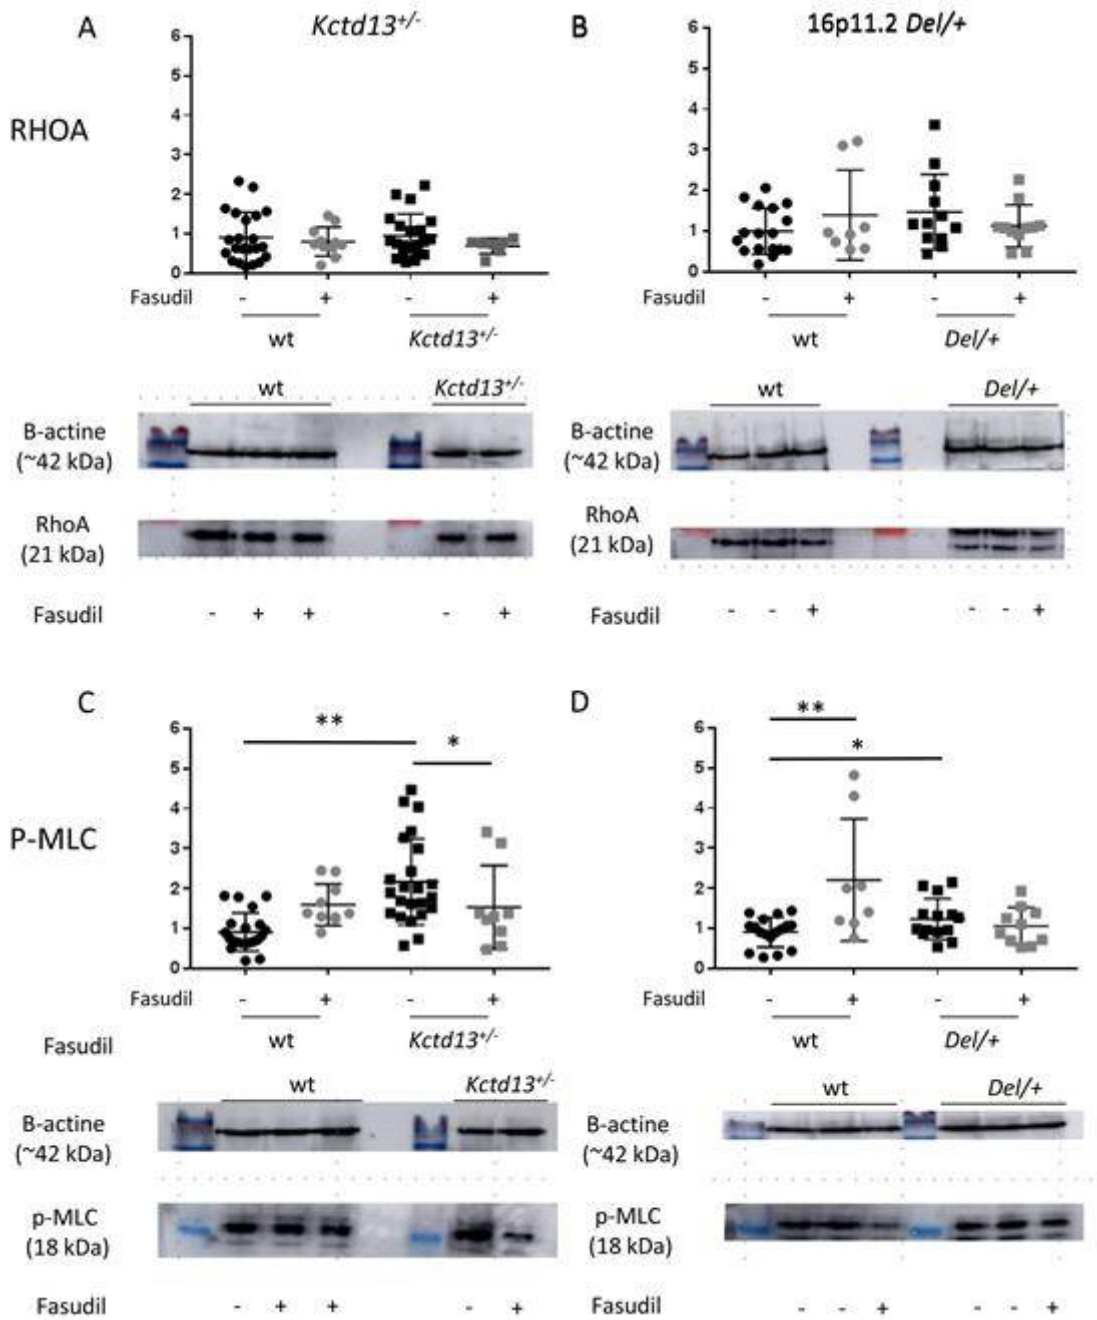 A
Kctd13+/-
B
16p11.2 Del/+
RHOA
6
5
4
3
2
1
0
6
5
4
3
2
1
0
Fasudil - + - +
wt Kctd13+/-
Fasudil - + - +
wt Del/+
wt Kctd13+/-
B-actine
(~42 kDa)
RhoA
(21 kDa)
Fasudil - + + - +
wt Del/+
B-actine
(~42 kDa)
RhoA
(21 kDa)
Fasudil - - + - - +
C
D
P-MLC
** *
6
5
4
3
2
1
0
**
*
6
5
4
3
2
1
0
Fasudil - + - +
wt Kctd13+/-
Fasudil - + - +
wt Del/+
Fasudil
wt Kctd13+/-
B-actine
(~42 kDa)
p-MLC
(18 kDa)
Fasudil - + + - +
wt Del/+
B-actine
(~42 kDa)
p-MLC
(18 kDa)
Fasudil - - + - - +